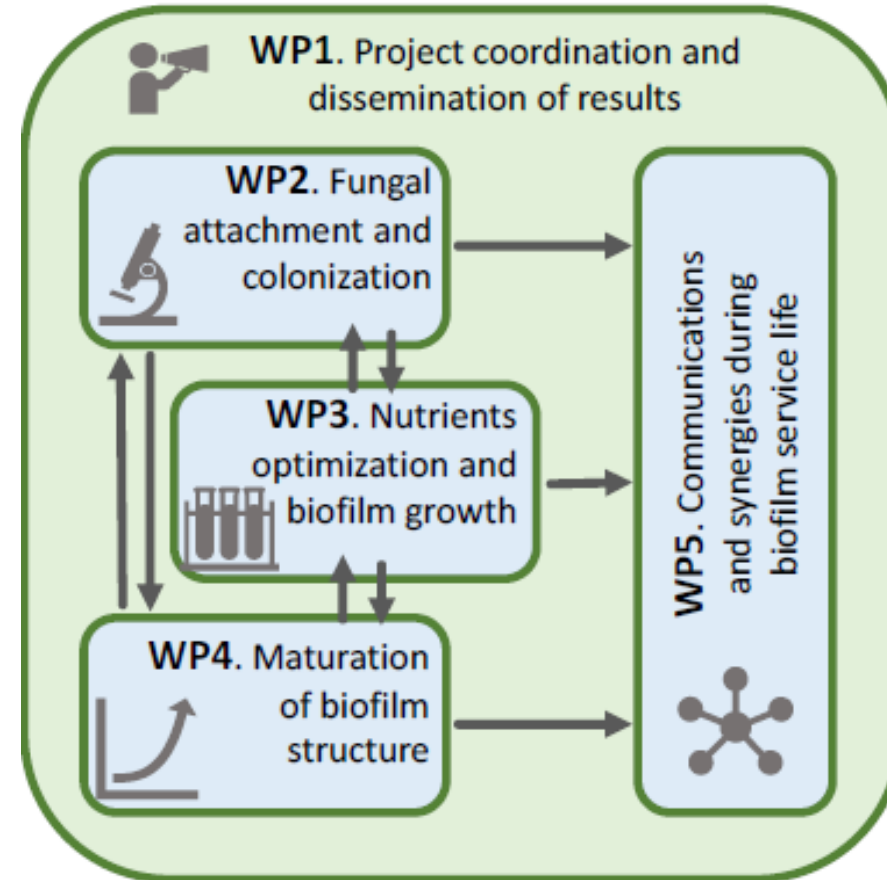 WP1. Project coordination and
dissemination of results
WP2. Fungal
attachment and
colonization
WP3. Nutrients
optimization and
biofilm growth
WP4. Maturation
of biofilm
structure
WP5. Communications
and synergies during
biofilm service life